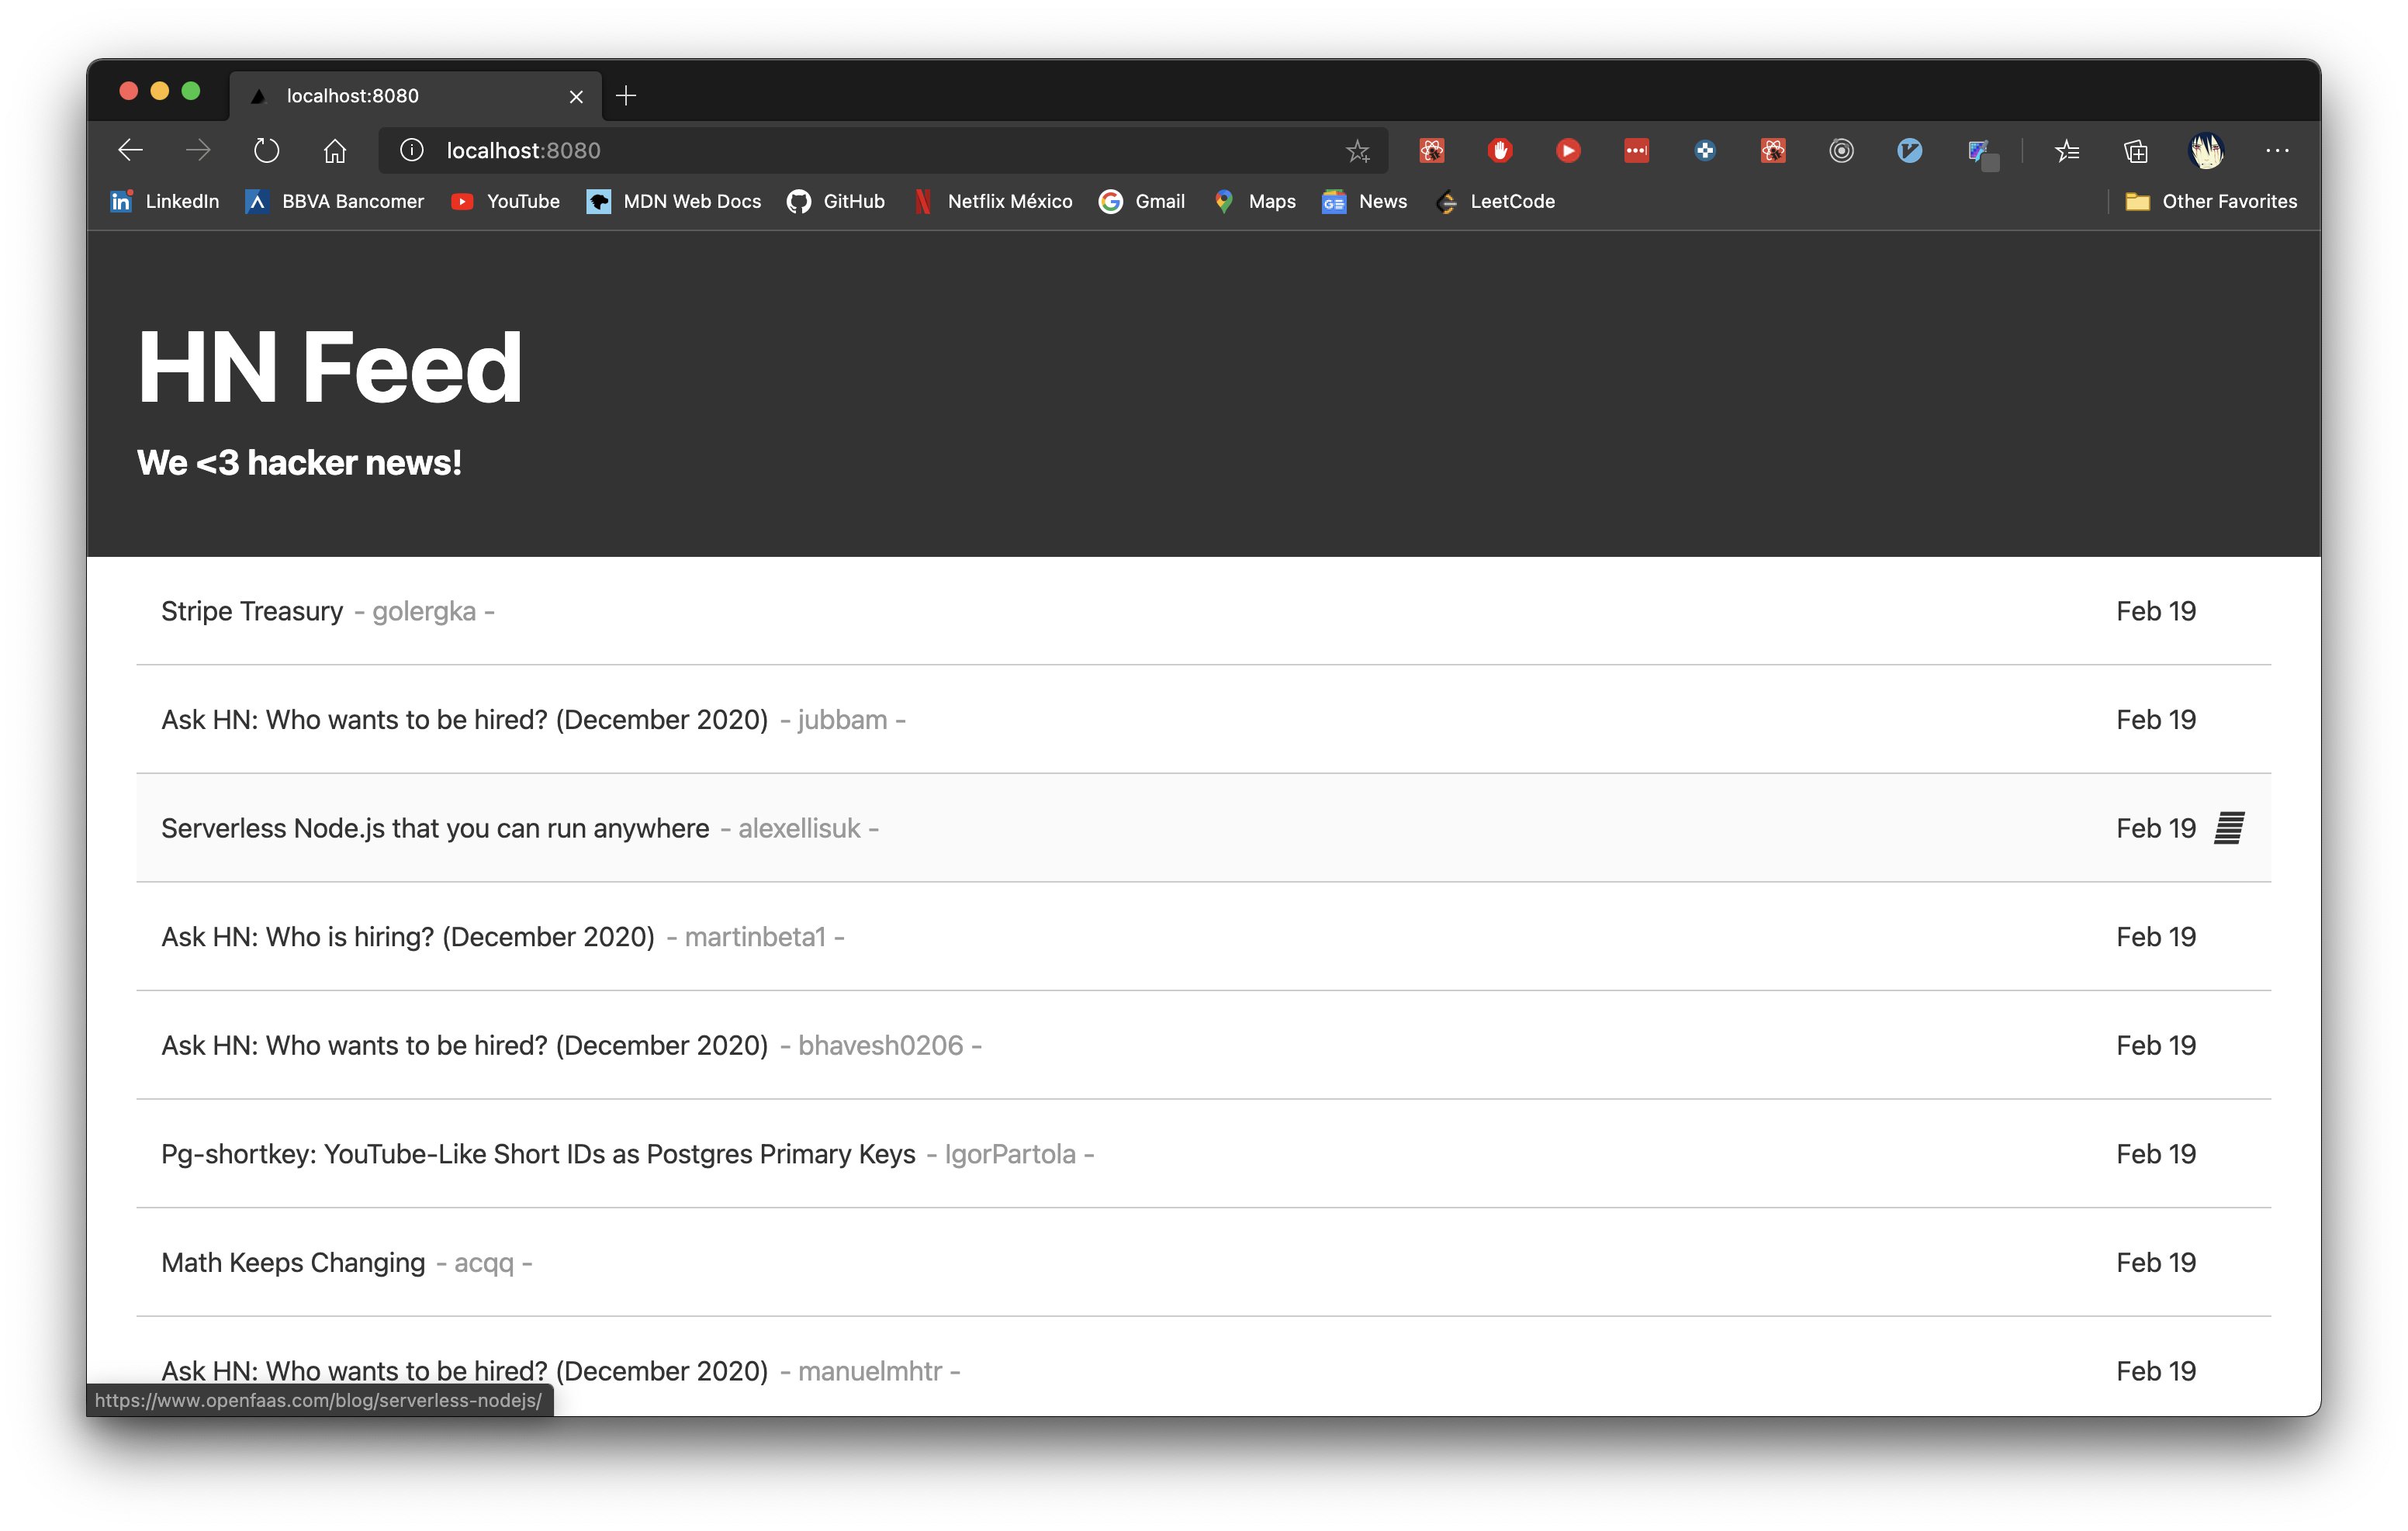 localhost:8080
localhost:8080
LinkedIn BBVA Bancomer YouTube MDN Web Docs GitHub Netflix México Gmail Maps News LeetCode Other Favorites
HN Feed
We <3 hacker news!
Stripe Treasury - golergka - Feb 19
Ask HN: Who wants to be hired? (December 2020) - jubbam - Feb 19
Serverless Node.js that you can run anywhere - alexellisuk - Feb 19
Ask HN: Who is hiring? (December 2020) - martinbeta1 - Feb 19
Ask HN: Who wants to be hired? (December 2020) - bhavesh0206 - Feb 19
Pg-shortkey: YouTube-Like Short IDs as Postgres Primary Keys - IgorPartola - Feb 19
Math Keeps Changing - acqq - Feb 19
Ask HN: Who wants to be hired? (December 2020) - manuelmhtr - Feb 19
https://www.openfaas.com/blog/serverless-nodejs/